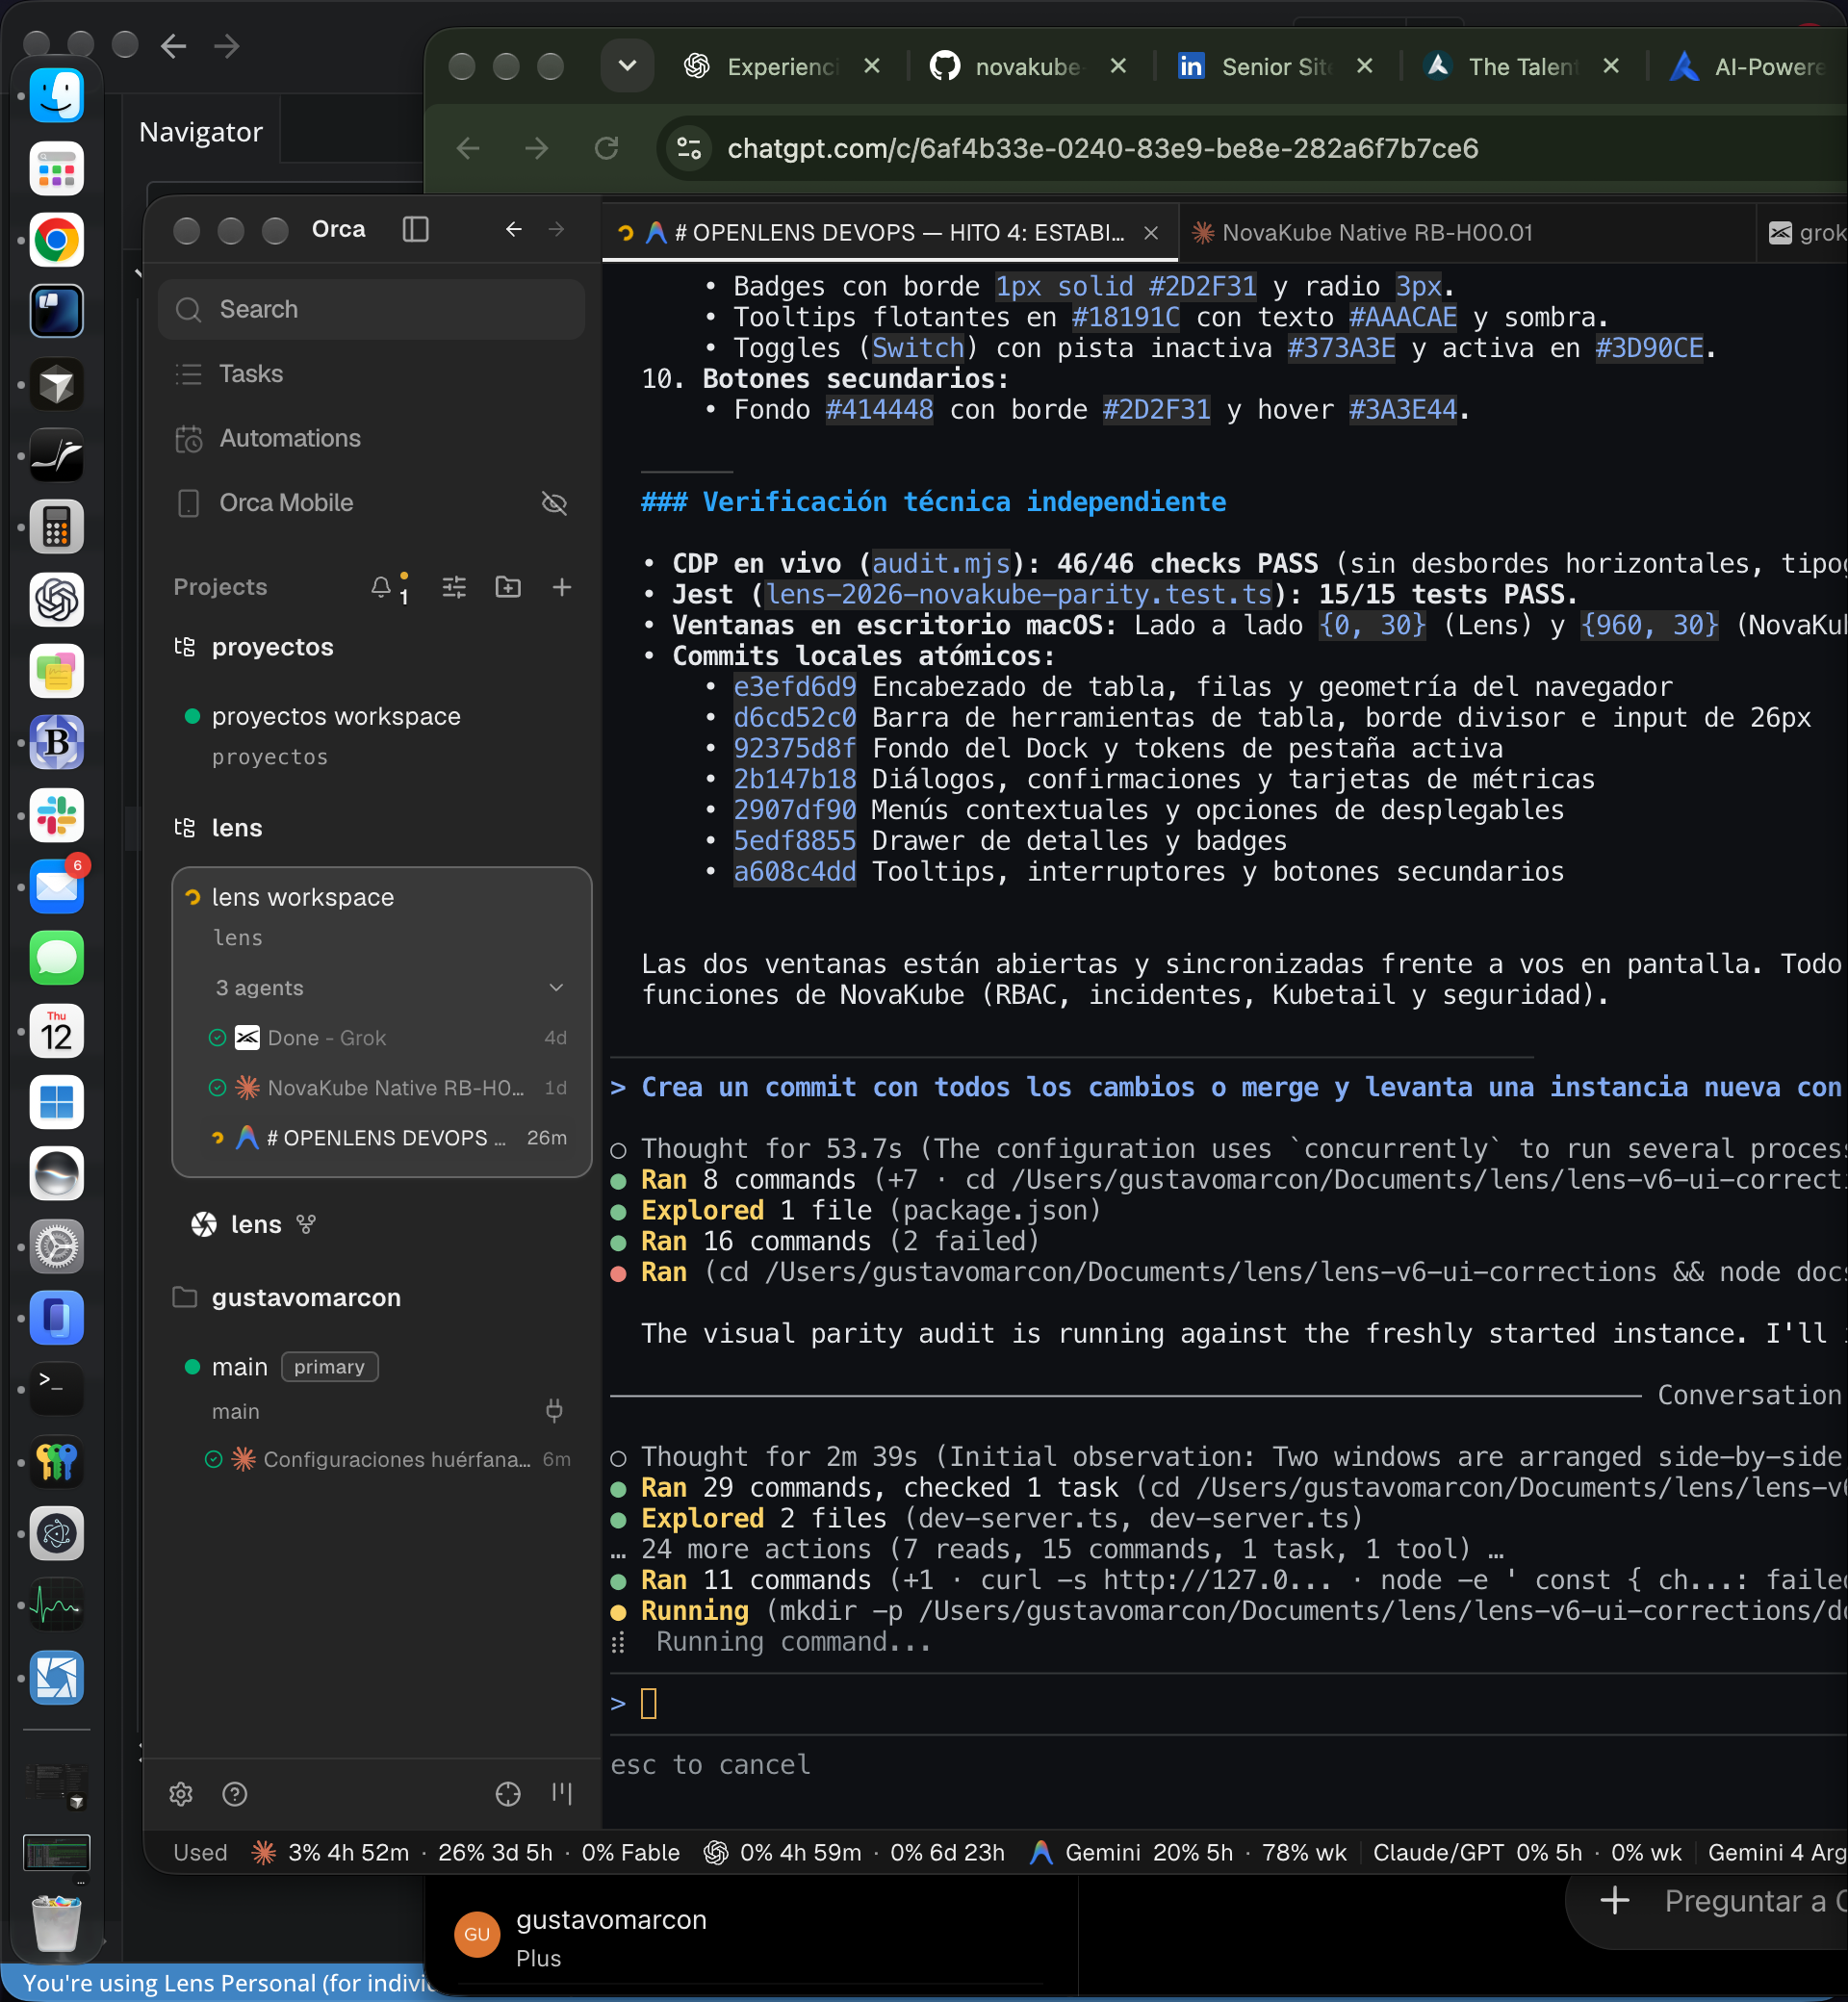 Navigator
Experienc
novakube-
Senior Sit
The Talen
AI-Powere
chatgpt.com/c/6af4b33e-0240-83e9-be8e-282a6f7b7ce6
Orca
# OPENLENS DEVOPS — HITO 4: ESTABI...
NovaKube Native RB-H00.01
grok
Search
Tasks
Automations
Orca Mobile
Projects
1
proyectos
proyectos workspace
proyectos
lens
lens workspace
lens
3 agents
Done - Grok 4d
NovaKube Native RB-H0... 1d
# OPENLENS DEVOPS ... 26m
lens
gustavomarcon
main primary
main
Configuraciones huérfana... 6m
• Badges con borde 1px solid #2D2F31 y radio 3px.
• Tooltips flotantes en #18191C con texto #AAACAE y sombra.
• Toggles (Switch) con pista inactiva #373A3E y activa en #3D90CE.
10. Botones secundarios:
• Fondo #414448 con borde #2D2F31 y hover #3A3E44.
### Verificación técnica independiente
• CDP en vivo (audit.mjs): 46/46 checks PASS (sin desbordes horizontales, tipog
• Jest (lens-2026-novakube-parity.test.ts): 15/15 tests PASS.
• Ventanas en escritorio macOS: Lado a lado {0, 30} (Lens) y {960, 30} (NovaKub
• Commits locales atómicos:
• e3efd6d9 Encabezado de tabla, filas y geometría del navegador
• d6cd52c0 Barra de herramientas de tabla, borde divisor e input de 26px
• 92375d8f Fondo del Dock y tokens de pestaña activa
• 2b147b18 Diálogos, confirmaciones y tarjetas de métricas
• 2907df90 Menús contextuales y opciones de desplegables
• 5edf8855 Drawer de detalles y badges
• a608c4dd Tooltips, interruptores y botones secundarios
Las dos ventanas están abiertas y sincronizadas frente a vos en pantalla. Todo
funciones de NovaKube (RBAC, incidentes, Kubetail y seguridad).
> Crea un commit con todos los cambios o merge y levanta una instancia nueva con
○ Thought for 53.7s (The configuration uses `concurrently` to run several process
● Ran 8 commands (+7 · cd /Users/gustavomarcon/Documents/lens/lens-v6-ui-correcti
● Explored 1 file (package.json)
● Ran 16 commands (2 failed)
● Ran (cd /Users/gustavomarcon/Documents/lens/lens-v6-ui-corrections && node docs
The visual parity audit is running against the freshly started instance. I'll
Conversation
○ Thought for 2m 39s (Initial observation: Two windows are arranged side-by-side
● Ran 29 commands, checked 1 task (cd /Users/gustavomarcon/Documents/lens/lens-v6
● Explored 2 files (dev-server.ts, dev-server.ts)
… 24 more actions (7 reads, 15 commands, 1 task, 1 tool) …
● Ran 11 commands (+1 · curl -s http://127.0... · node -e ' const { ch...: failed
● Running (mkdir -p /Users/gustavomarcon/Documents/lens/lens-v6-ui-corrections/do
Running command...
>
esc to cancel
Used 3% 4h 52m · 26% 3d 5h · 0% Fable 0% 4h 59m · 0% 6d 23h Gemini 20% 5h · 78% wk Claude/GPT 0% 5h · 0% wk Gemini 4 Arg
6
Thu
12
GU
gustavomarcon
Plus
+ Preguntar a C
You're using Lens Personal (for indivi